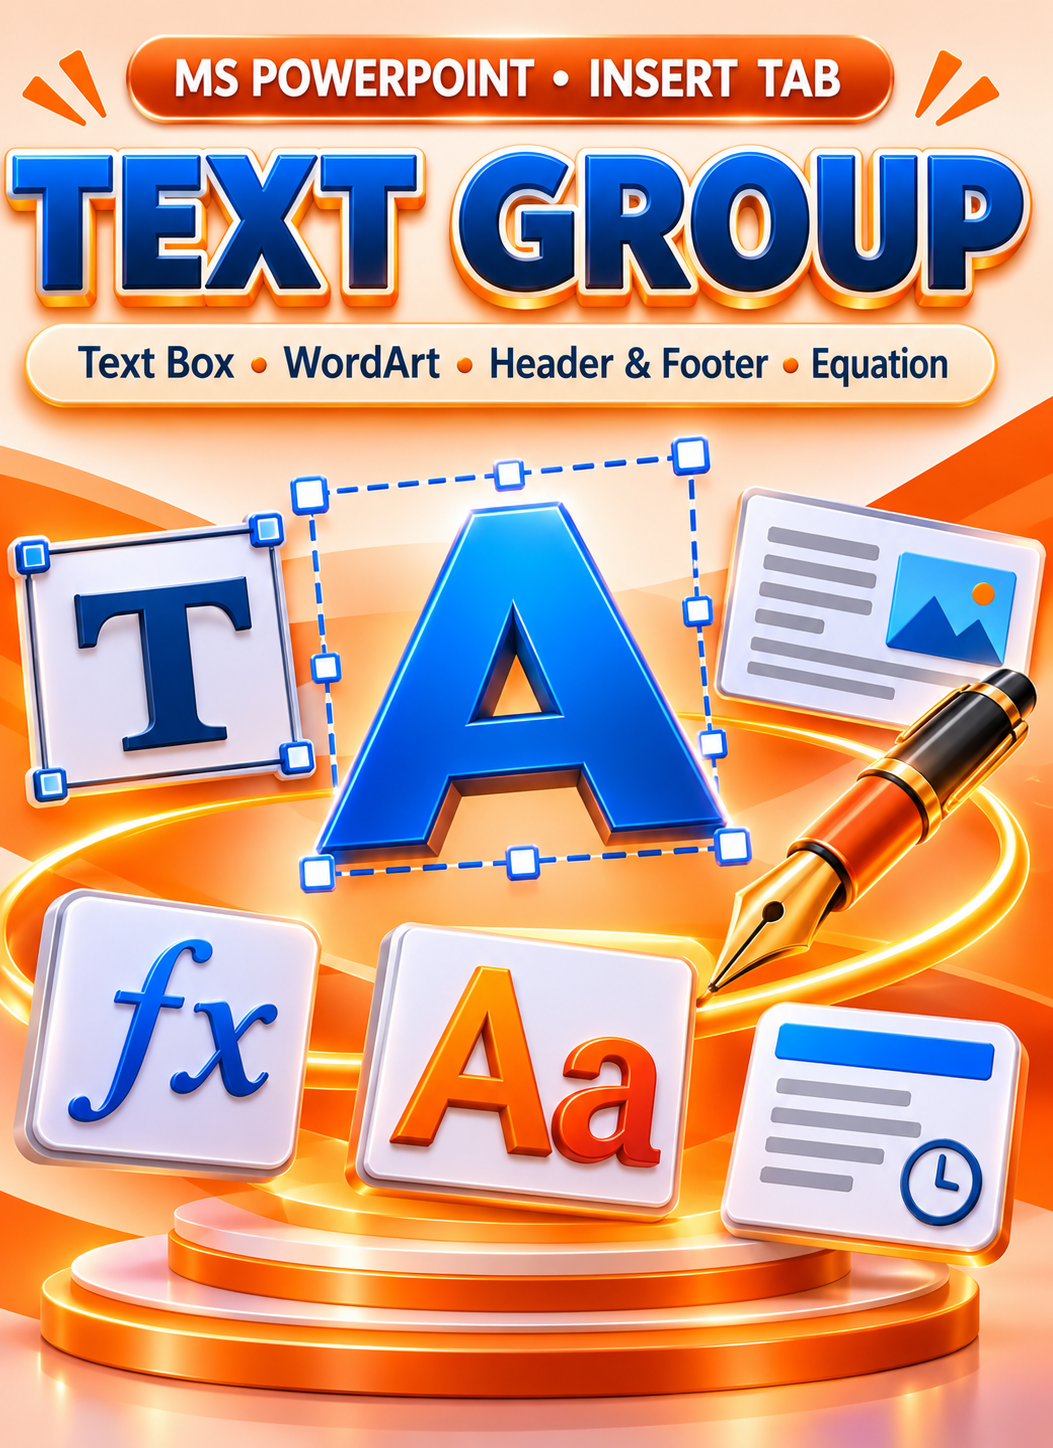 MS POWERPOINT • INSERT TAB
TEXT GROUP
Text Box • WordArt • Header & Footer • Equation
T
A
fx
Aa